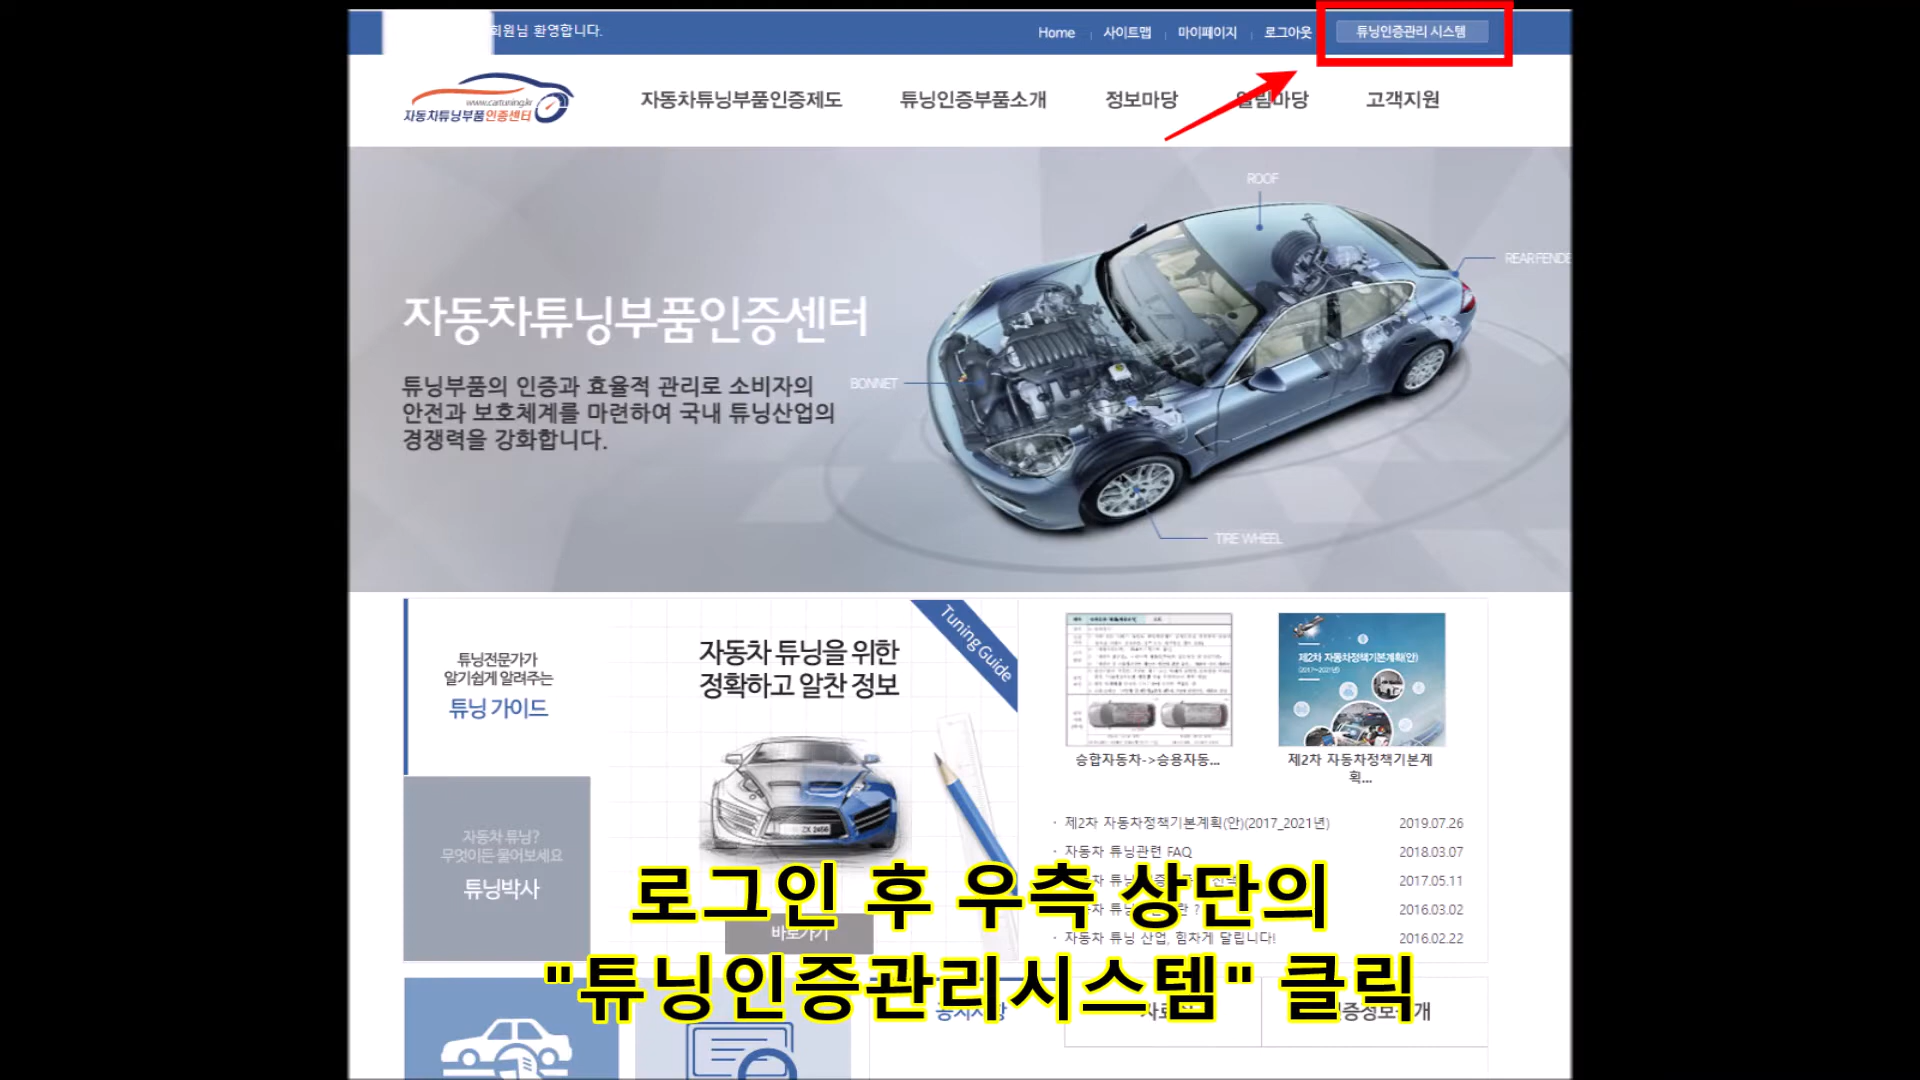 회원님 환영합니다.
Home
사이트맵
마이페이지
로그아웃
튜닝인증관리 시스템
www.cartuning.kr
자동차튜닝부품인증센터
자동차튜닝부품인증제도
튜닝인증부품소개
정보마당
알림마당
고객지원
ROOF
REAR FENDE
BONNET
TIRE WHEEL
자동차튜닝부품인증센터
튜닝부품의 인증과 효율적 관리로 소비자의
안전과 보호체계를 마련하여 국내 튜닝산업의
경쟁력을 강화합니다.
튜닝전문가가
알기쉽게 알려주는
튜닝 가이드
자동차 튜닝을 위한
정확하고 알찬 정보
Tuning Guide
제2차 자동차정책기본계획(안)
(2017~2021년)
승합자동차->승용자동...
제2차 자동차정책기본계
획...
자동차 튜닝?
무엇이든 물어보세요
튜닝박사
바로가기
· 제2차 자동차정책기본계획(안)(2017_2021년) 2019.07.26
· 자동차 튜닝관련 FAQ 2018.03.07
2017.05.11
2016.03.02
· 자동차 튜닝 산업, 힘차게 달립니다! 2016.02.22
로그인 후 우측 상단의
"튜닝인증관리시스템" 클릭